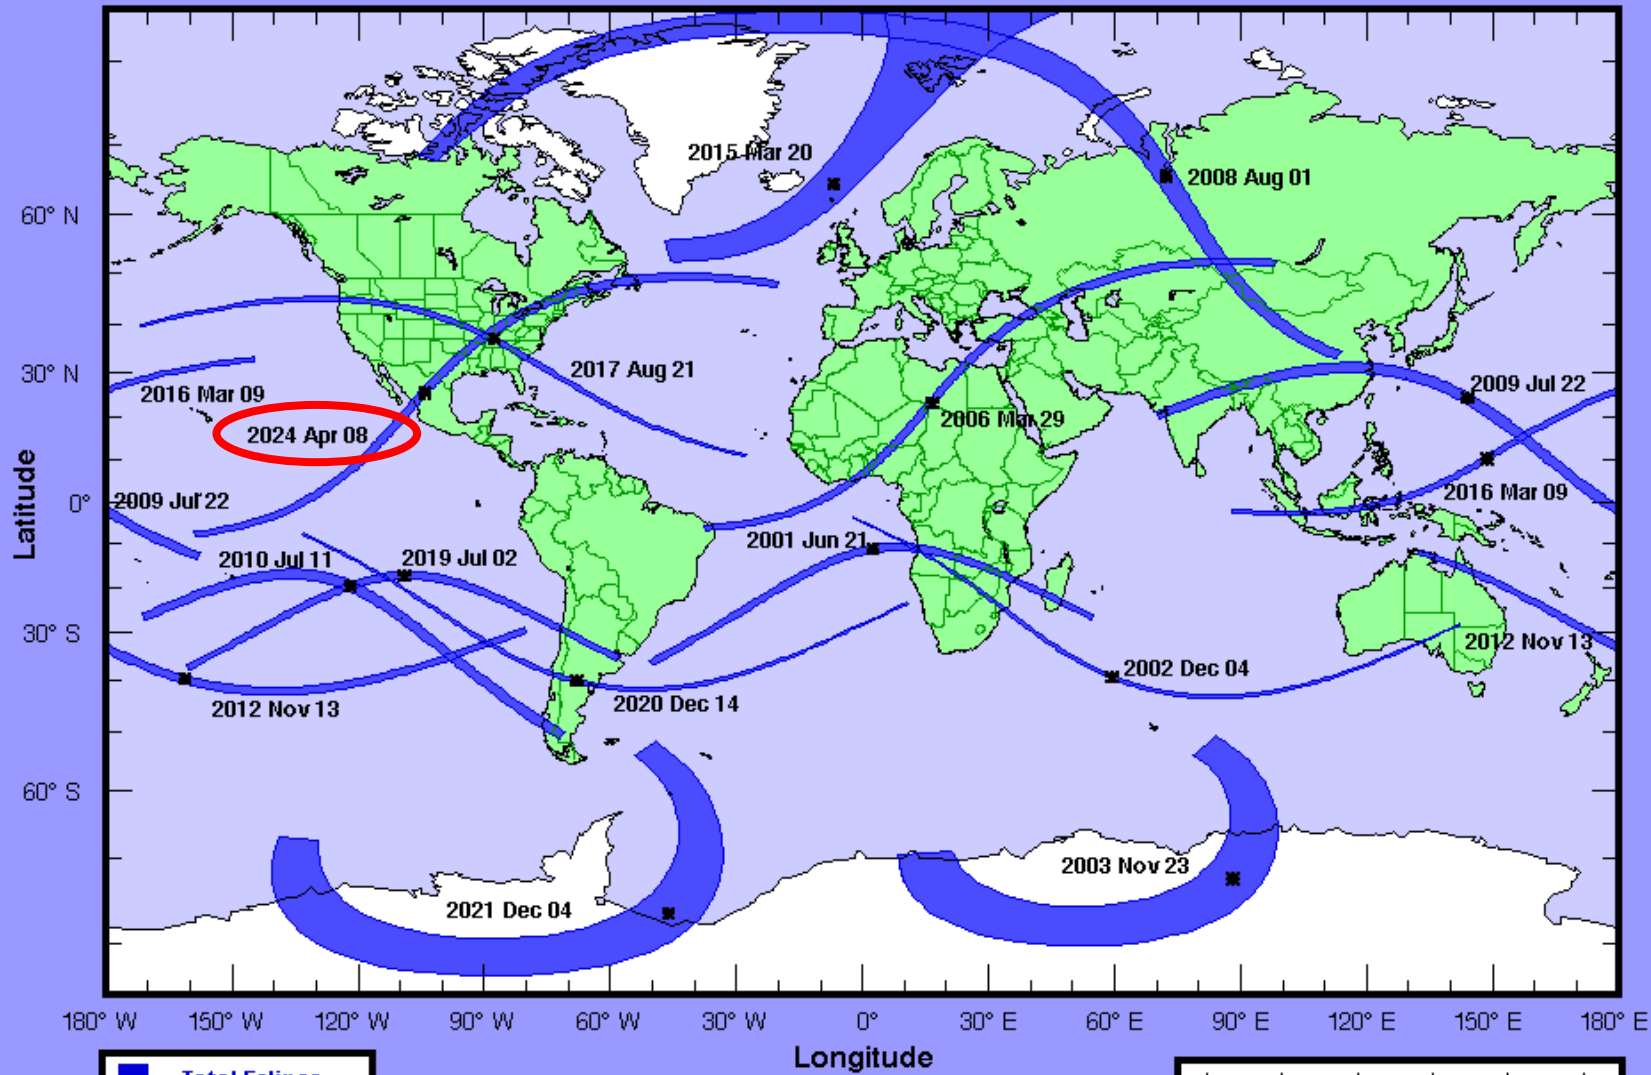 2015 Mar 20
2008 Aug 01
60° N
2017 Aug 21
30° N
2016 Mar 09
2009 Jul 22
2006 Mar 29
2024 Apr 08
Latitude
0°
2009 Jul 22
2016 Mar 09
2001 Jun 21
2010 Jul 11
2019 Jul 02
30° S
2012 Nov 13
2002 Dec 04
2020 Dec 14
2012 Nov 13
60° S
2003 Nov 23
2021 Dec 04
180° W 150° W 120° W 90° W 60° W 30° W 0° 30° E 60° E 90° E 120° E 150° E 180° E
Longitude
Total Eclipse